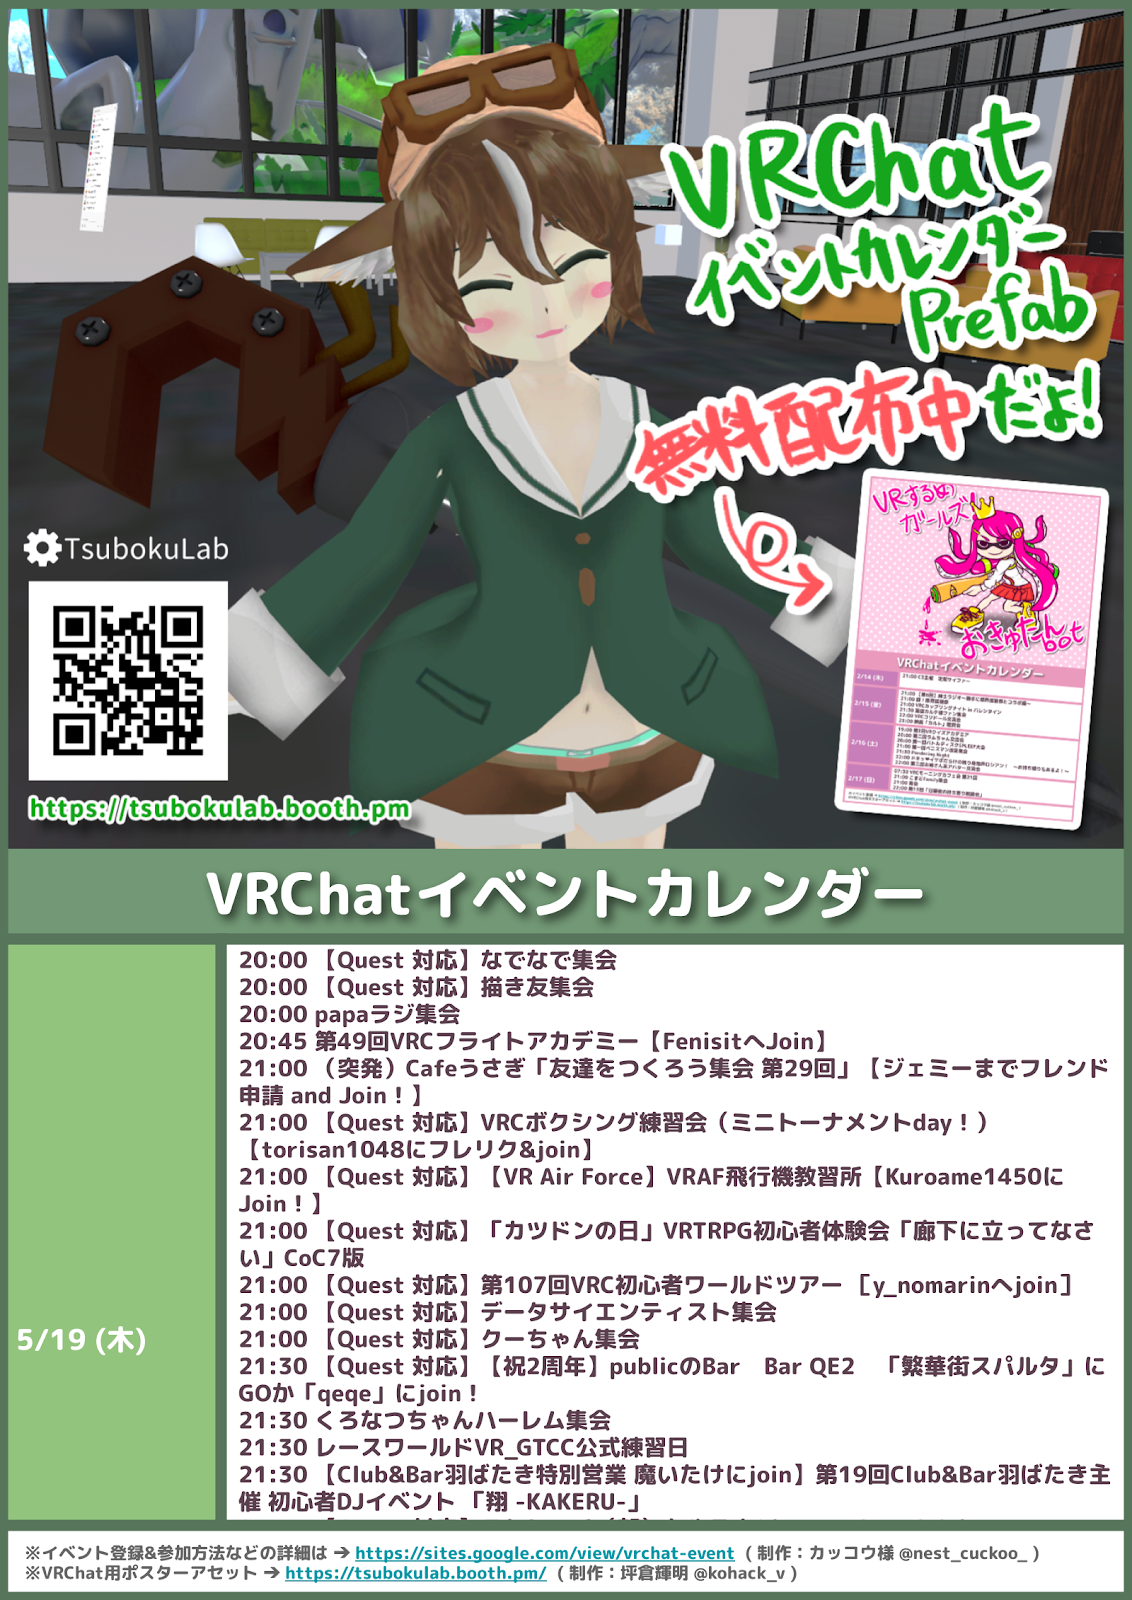 VRChat
イベントカレンダー
Prefab
無料配布中だよ!
VRするめ
ガールズ
おきゅたん
bot
VRChatイベントカレンダー
2/14 (木)
2/15 (金)
2/16 (土)
2/17 (日)
TsubokuLab
https://tsubokulab.booth.pm
VRChatイベントカレンダー
5/19 (木)
20:00 【Quest 対応】なでなで集会
20:00 【Quest 対応】描き友集会
20:00 papaラジ集会
20:45 第49回VRCフライトアカデミー【FenisitへJoin】
21:00 （突発）Cafeうさぎ「友達をつくろう集会 第29回」【ジェミーまでフレンド
申請 and Join！】
21:00 【Quest 対応】VRCボクシング練習会（ミニトーナメントday！）
【torisan1048にフレリク&join】
21:00 【Quest 対応】【VR Air Force】VRAF飛行機教習所【Kuroame1450に
Join！】
21:00 【Quest 対応】「カツドンの日」VRTRPG初心者体験会「廊下に立ってなさ
い」CoC7版
21:00 【Quest 対応】第107回VRC初心者ワールドツアー ［y_nomarinへjoin］
21:00 【Quest 対応】データサイエンティスト集会
21:00 【Quest 対応】クーちゃん集会
21:30 【Quest 対応】【祝2周年】publicのBar　Bar QE2　「繁華街スパルタ」に
GOか「qeqe」にjoin！
21:30 くろなつちゃんハーレム集会
21:30 レースワールドVR_GTCC公式練習日
21:30 【Club&Bar羽ばたき特別営業 魔いたけにjoin】第19回Club&Bar羽ばたき主
催 初心者DJイベント 「翔 -KAKERU-」
※イベント登録&参加方法などの詳細は ➔ https://sites.google.com/view/vrchat-event （制作：カッコウ様 @nest_cuckoo_）
※VRChat用ポスターアセット ➔ https://tsubokulab.booth.pm/ （制作：坪倉輝明 @kohack_v）